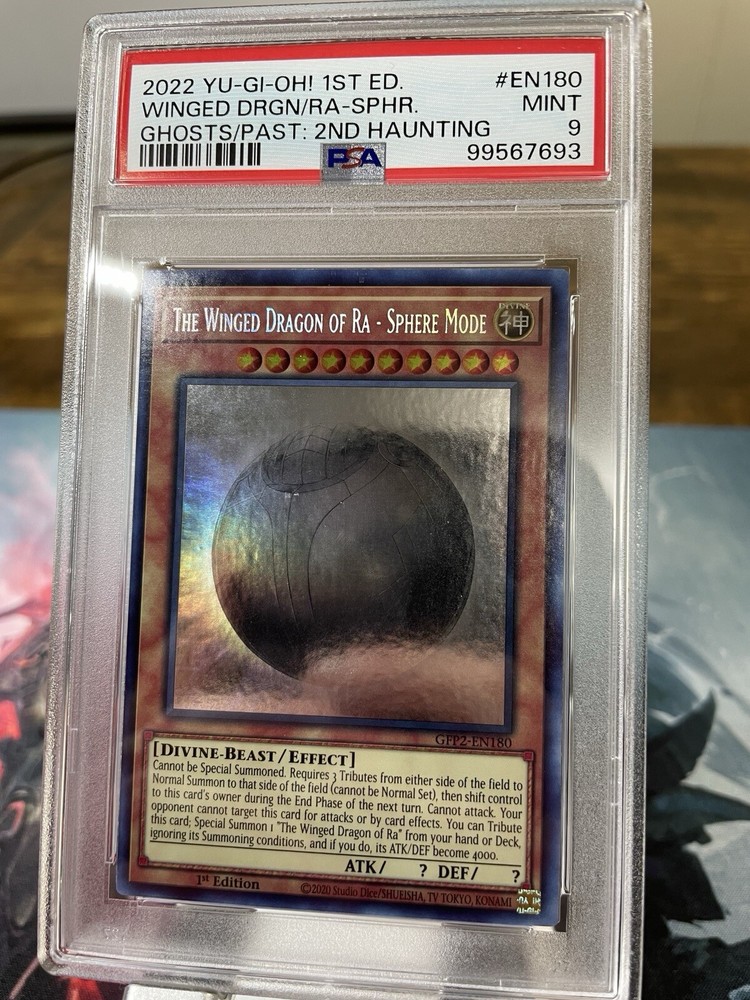 2022 YU-GI-OH! 1ST ED. #EN180
WINGED DRGN/RA-SPHR. MINT
GHOSTS/PAST: 2ND HAUNTING 9
PSA 99567693
THE WINGED DRAGON OF RA - SPHERE MODE
DIVINE
神
GFP2-EN180
[DIVINE-BEAST/EFFECT]
Cannot be Special Summoned. Requires 3 Tributes from either side of the field to
Normal Summon to that side of the field (cannot be Normal Set), then shift control
to this card's owner during the End Phase of the next turn. Cannot attack. Your
opponent cannot target this card for attacks or by card effects. You can Tribute
this card; Special Summon 1 "The Winged Dragon of Ra" from your hand or Deck,
ignoring its Summoning conditions, and if you do, its ATK/DEF become 4000.
ATK/ ? DEF/ ?
1st Edition
©2020 Studio Dice/SHUEISHA, TV TOKYO, KONAMI